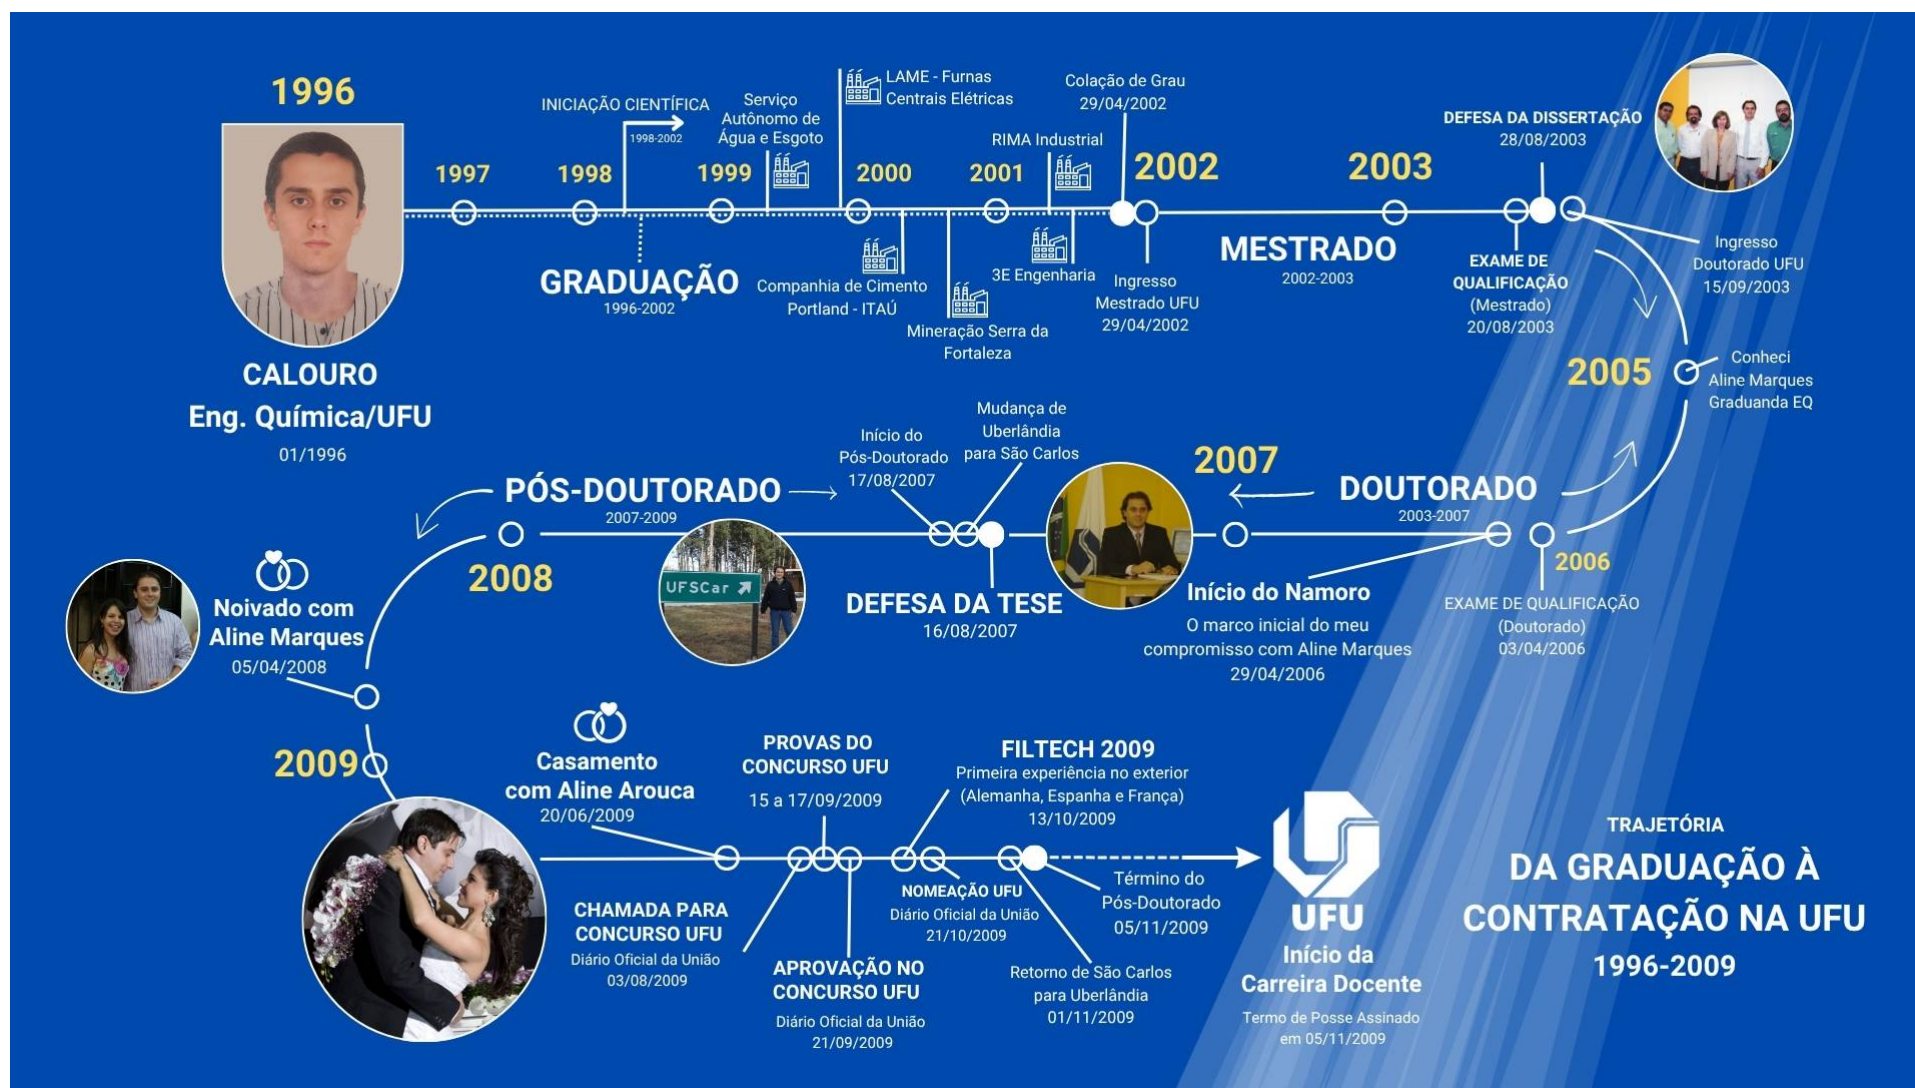 1996
CALOURO
Eng. Química/UFU
01/1996
1997
1998
INICIAÇÃO CIENTÍFICA
1998-2002
GRADUAÇÃO
1996-2002
1999
Serviço
Autônomo de
Água e Esgoto
LAME - Furnas
Centrais Elétricas
2000
Companhia de Cimento
Portland - ITAÚ
Mineração Serra da
Fortaleza
2001
RIMA Industrial
3E Engenharia
Colação de Grau
29/04/2002
2002
Ingresso
Mestrado UFU
29/04/2002
MESTRADO
2002-2003
2003
EXAME DE
QUALIFICAÇÃO
(Mestrado)
20/08/2003
DEFESA DA DISSERTAÇÃO
28/08/2003
Ingresso
Doutorado UFU
15/09/2003
2005
Conheci
Aline Marques
Graduanda EQ
DOUTORADO
2003-2007
2006
EXAME DE QUALIFICAÇÃO
(Doutorado)
03/04/2006
Início do Namoro
O marco inicial do meu
compromisso com Aline Marques
29/04/2006
2007
DEFESA DA TESE
16/08/2007
Mudança de
Uberlândia
para São Carlos
Início do
Pós-Doutorado
17/08/2007
PÓS-DOUTORADO
2007-2009
UFSCar
2008
Noivado com
Aline Marques
05/04/2008
2009
Casamento
com Aline Arouca
20/06/2009
CHAMADA PARA
CONCURSO UFU
Diário Oficial da União
03/08/2009
PROVAS DO
CONCURSO UFU
15 a 17/09/2009
APROVAÇÃO NO
CONCURSO UFU
Diário Oficial da União
21/09/2009
FILTECH 2009
Primeira experiência no exterior
(Alemanha, Espanha e França)
13/10/2009
NOMEAÇÃO UFU
Diário Oficial da União
21/10/2009
Retorno de São Carlos
para Uberlândia
01/11/2009
Término do
Pós-Doutorado
05/11/2009
UFU
Início da
Carreira Docente
Termo de Posse Assinado
em 05/11/2009
TRAJETÓRIA
DA GRADUAÇÃO À
CONTRATAÇÃO NA UFU
1996-2009